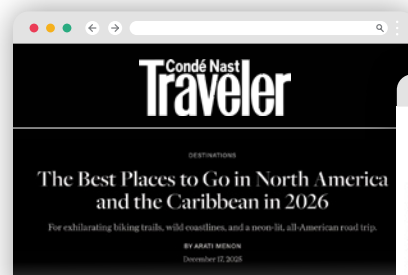 Condé Nast
Traveler
DESTINATIONS
The Best Places to Go in North America
and the Caribbean in 2026
For exhilarating biking trails, wild coastlines, and a neon-lit, all-American road trip.
BY ARATI MENON
December 17, 2025